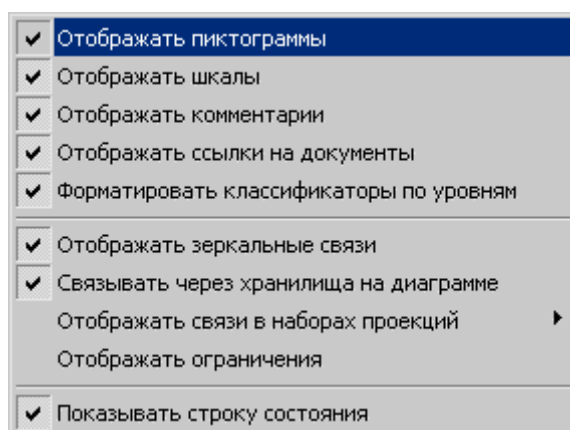 Отображать пиктограммы
Отображать шкалы
Отображать комментарии
Отображать ссылки на документы
Форматировать классификаторы по уровням
Отображать зеркальные связи
Связывать через хранилища на диаграмме
Отображать связи в наборах проекций
Отображать ограничения
Показывать строку состояния